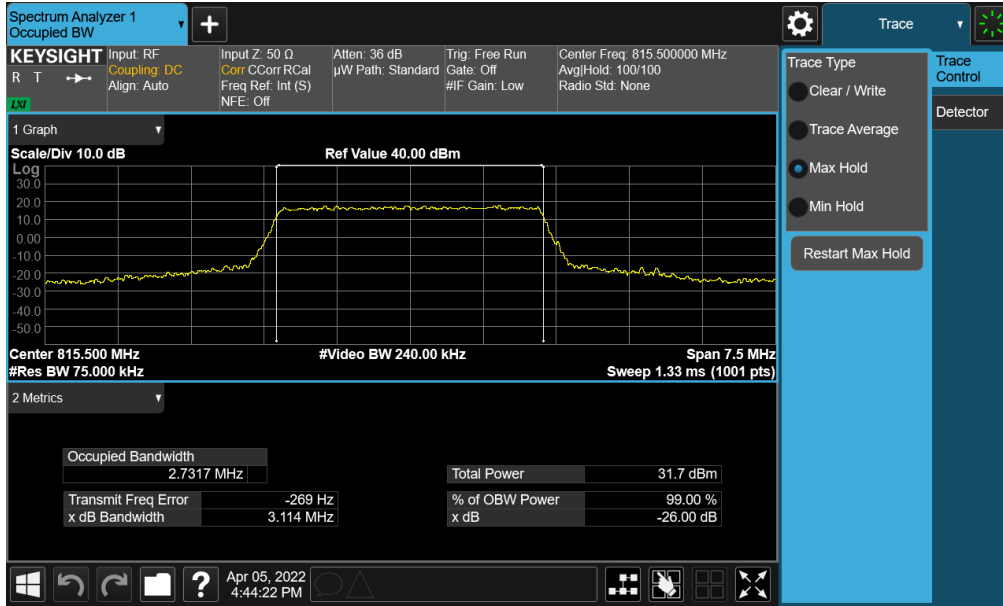 Spectrum Analyzer 1
Occupied BW
+
Trace
KEYSIGHT
R T
LXI
Input: RF
Coupling: DC
Align: Auto
Input Z: 50 Ω
Corr CCorr RCal
Freq Ref: Int (S)
NFE: Off
Atten: 36 dB
µW Path: Standard
Trig: Free Run
Gate: Off
#IF Gain: Low
Center Freq: 815.500000 MHz
Avg|Hold: 100/100
Radio Std: None
1 Graph
Scale/Div 10.0 dB
Ref Value 40.00 dBm
Log
30.0
20.0
10.0
0.00
-10.0
-20.0
-30.0
-40.0
-50.0
Center 815.500 MHz
#Video BW 240.00 kHz
Span 7.5 MHz
#Res BW 75.000 kHz
Sweep 1.33 ms (1001 pts)
2 Metrics
Occupied Bandwidth
2.7317 MHz
Total Power 31.7 dBm
Transmit Freq Error -269 Hz
% of OBW Power 99.00 %
x dB Bandwidth 3.114 MHz
x dB -26.00 dB
?
Apr 05, 2022
4:44:22 PM
Trace Type
Clear / Write
Trace Average
Max Hold
Min Hold
Restart Max Hold
Trace
Control
Detector